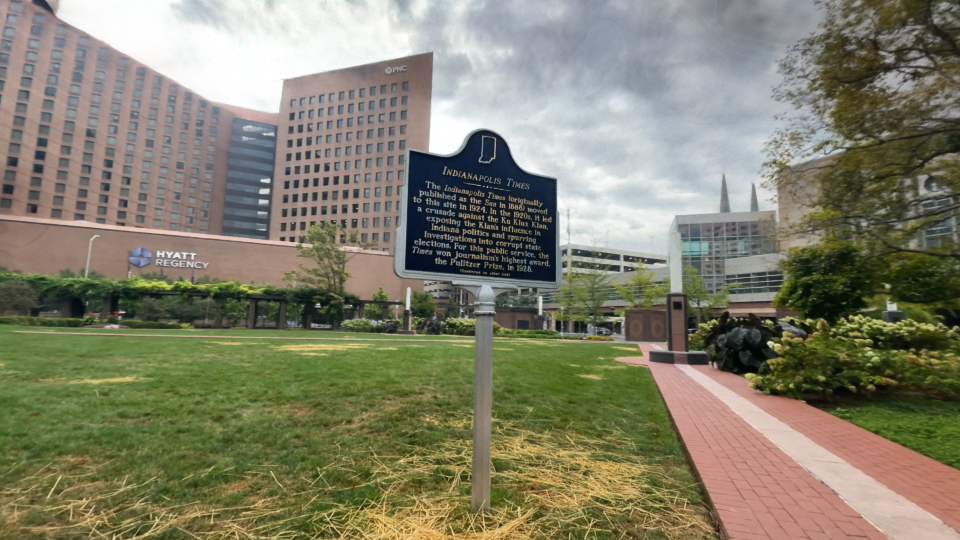 PNC
HYATT
REGENCY
INDIANAPOLIS TIMES
The Indianapolis Times (originally
published as the Sun in 1888) moved
to this site in 1924. In the 1920s, it led
a crusade against the Ku Klux Klan,
exposing the Klan's influence in
Indiana politics and spurring
investigations into corrupt state
elections. For this public service, the
Times won journalism's highest award,
the Pulitzer Prize, in 1928.